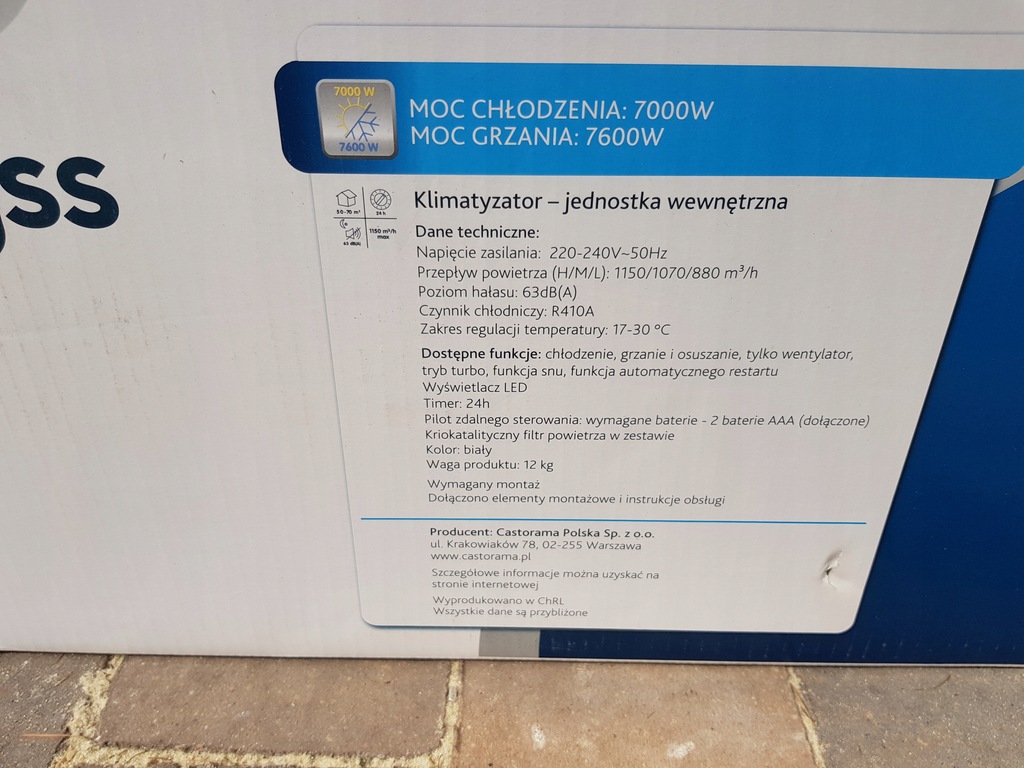 ss
7000 W
7600 W
MOC CHŁODZENIA: 7000W
MOC GRZANIA: 7600W
50-70 m²
24 h
63 dB(A)
1150 m³/h
max
Klimatyzator – jednostka wewnętrzna
Dane techniczne:
Napięcie zasilania: 220-240V~50Hz
Przepływ powietrza (H/M/L): 1150/1070/880 m³/h
Poziom hałasu: 63dB(A)
Czynnik chłodniczy: R410A
Zakres regulacji temperatury: 17-30 °C
Dostępne funkcje: chłodzenie, grzanie i osuszanie, tylko wentylator,
tryb turbo, funkcja snu, funkcja automatycznego restartu
Wyświetlacz LED
Timer: 24h
Pilot zdalnego sterowania: wymagane baterie - 2 baterie AAA (dołączone)
Kriokatalityczny filtr powietrza w zestawie
Kolor: biały
Waga produktu: 12 kg
Wymagany montaż
Dołączono elementy montażowe i instrukcje obsługi
Producent: Castorama Polska Sp. z o.o.
ul. Krakowiaków 78, 02-255 Warszawa
www.castorama.pl
Szczegółowe informacje można uzyskać na
stronie internetowej
Wyprodukowano w ChRL
Wszystkie dane są przybliżone